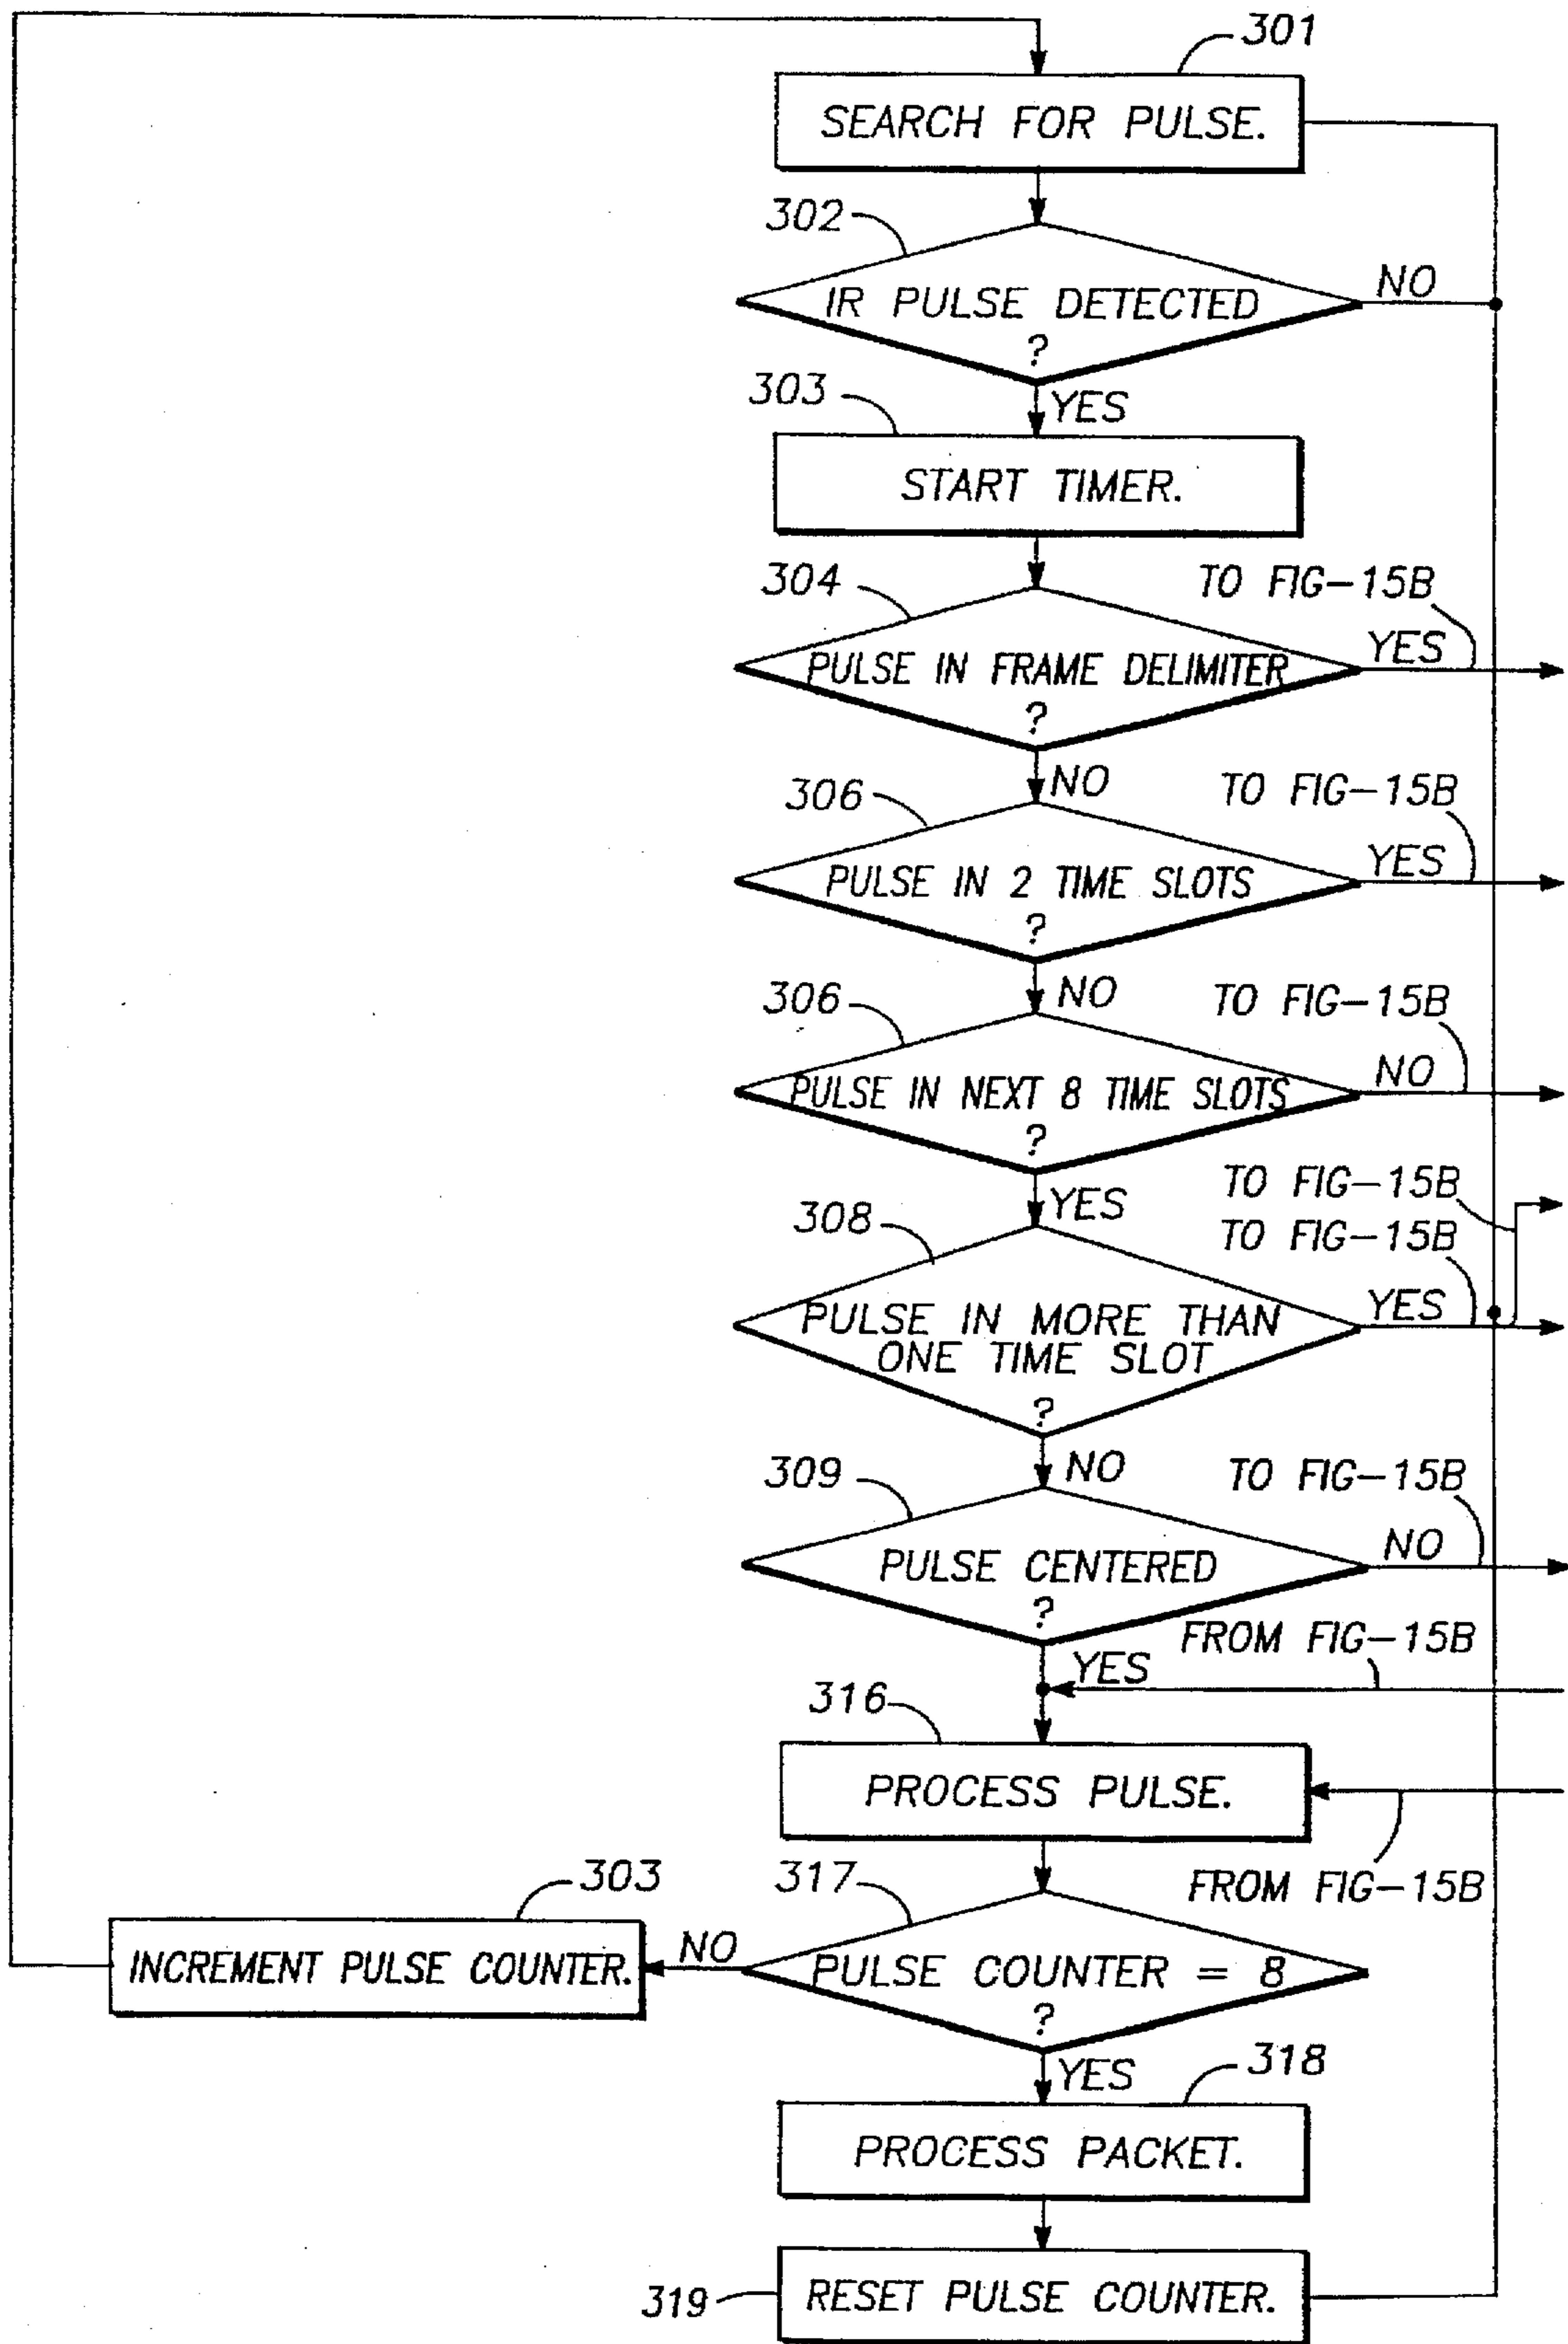 301
SEARCH FOR PULSE.
302
IR PULSE DETECTED
?
NO
YES
303
START TIMER.
304
TO FIG-15B
PULSE IN FRAME DELIMITER
?
YES
NO
306
TO FIG-15B
PULSE IN 2 TIME SLOTS
?
YES
NO
306
TO FIG-15B
PULSE IN NEXT 8 TIME SLOTS
?
NO
YES
TO FIG-15B
308
TO FIG-15B
PULSE IN MORE THAN
ONE TIME SLOT
?
YES
NO
309
TO FIG-15B
PULSE CENTERED
?
NO
FROM FIG-15B
YES
316
PROCESS PULSE.
FROM FIG-15B
317
303
INCREMENT PULSE COUNTER.
NO
PULSE COUNTER = 8
?
YES
318
PROCESS PACKET.
319
RESET PULSE COUNTER.